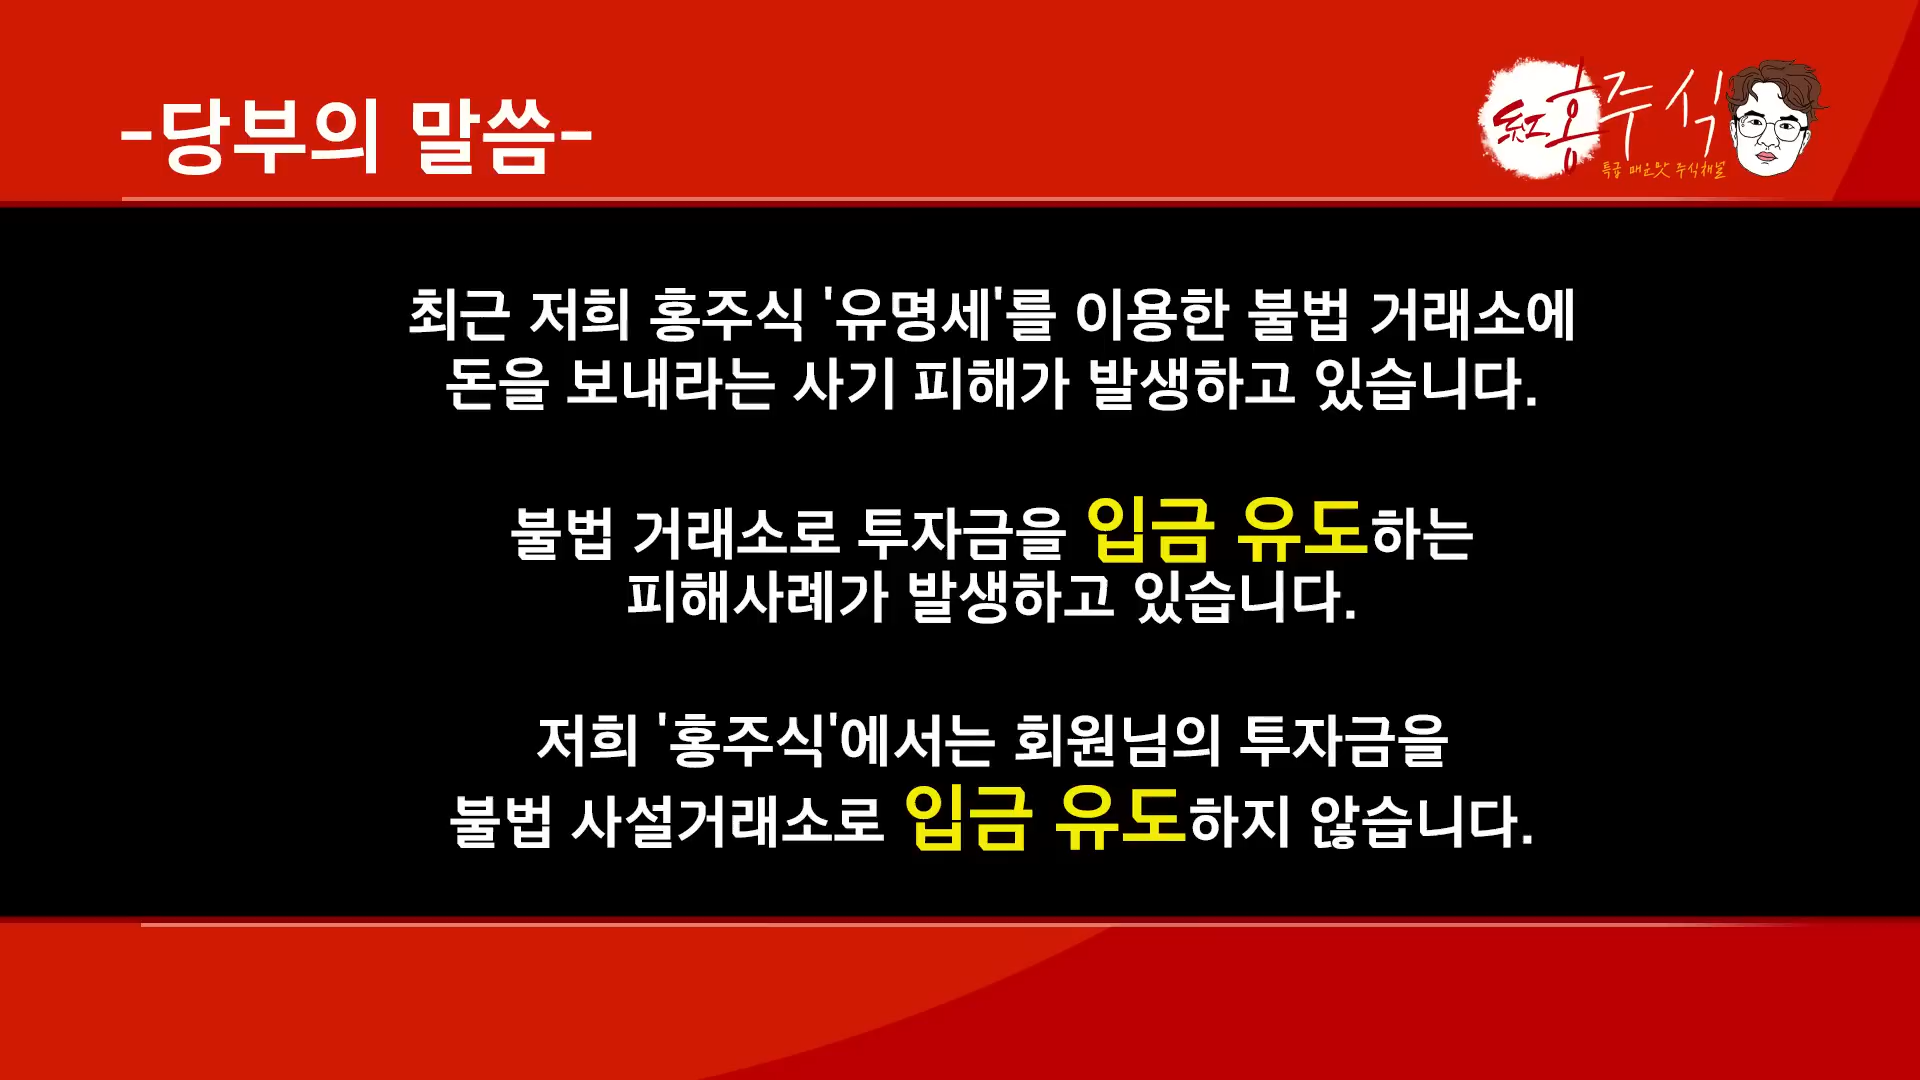 -당부의 말씀-
紅홍주식
특급 매운맛 주식채널
최근 저희 홍주식 '유명세'를 이용한 불법 거래소에
돈을 보내라는 사기 피해가 발생하고 있습니다.
불법 거래소로 투자금을 입금 유도하는
피해사례가 발생하고 있습니다.
저희 '홍주식'에서는 회원님의 투자금을
불법 사설거래소로 입금 유도하지 않습니다.